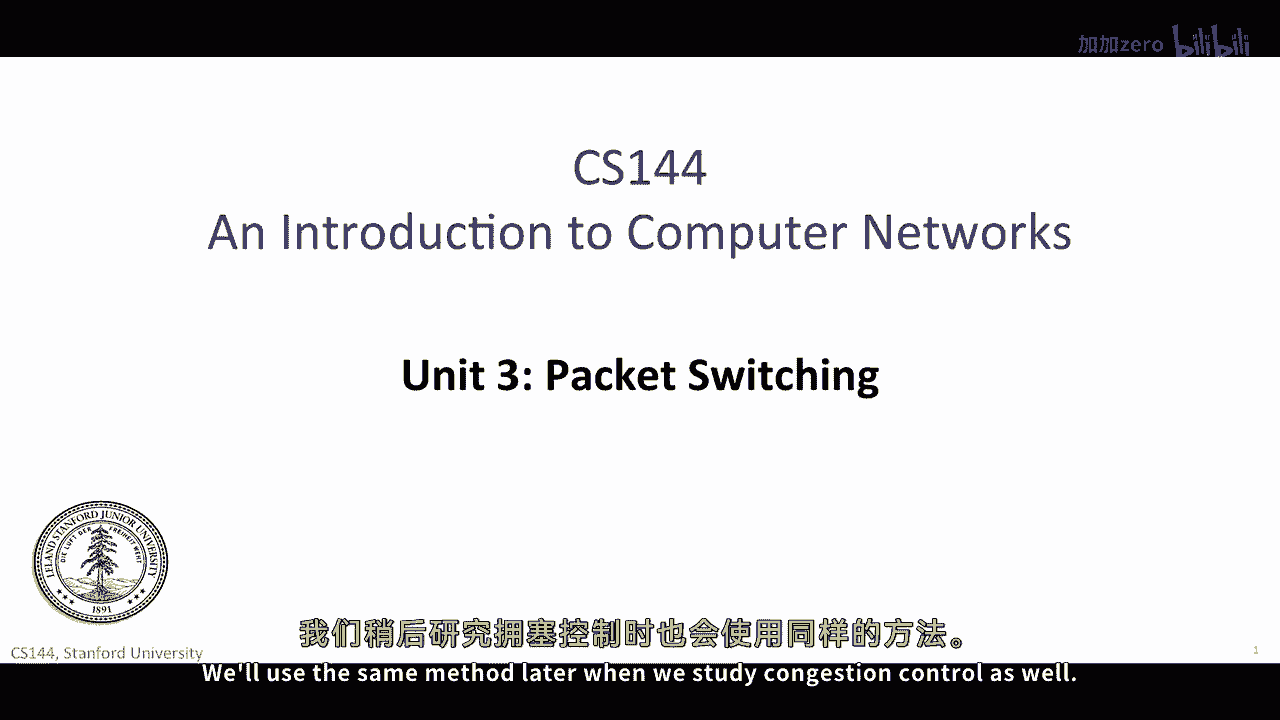 加加zero bilibili
CS144
An Introduction to Computer Networks
Unit 3: Packet Switching
LELAND STANFORD JUNIOR UNIVERSITY
DIE LUFT DER FREIHEIT WEHT
1891
我们稍后研究拥塞控制时也会使用同样的方法。
CS144, Stanford University
1
We'll use the same method later when we study congestion control as well.